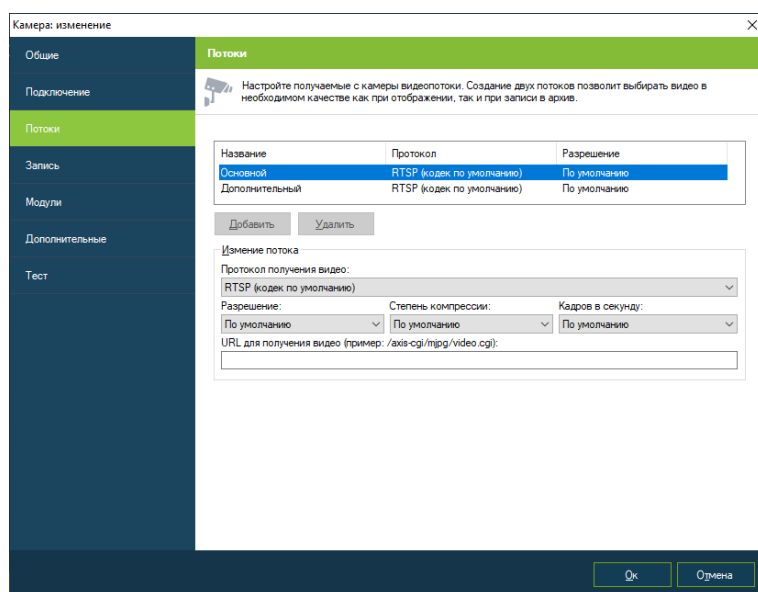 Камера: изменение
Общие
Подключение
Потоки
Запись
Модули
Дополнительные
Тест
Потоки
Настройте получаемые с камеры видеопотоки. Создание двух потоков позволит выбирать видео в
необходимом качестве как при отображении, так и при записи в архив.
Название Протокол Разрешение
Основной RTSP (кодек по умолчанию) По умолчанию
Дополнительный RTSP (кодек по умолчанию) По умолчанию
Добавить Удалить
Измение потока
Протокол получения видео:
RTSP (кодек по умолчанию)
Разрешение: Степень компрессии: Кадров в секунду:
По умолчанию По умолчанию По умолчанию
URL для получения видео (пример: /axis-cgi/mjpg/video.cgi):
Ок Отмена